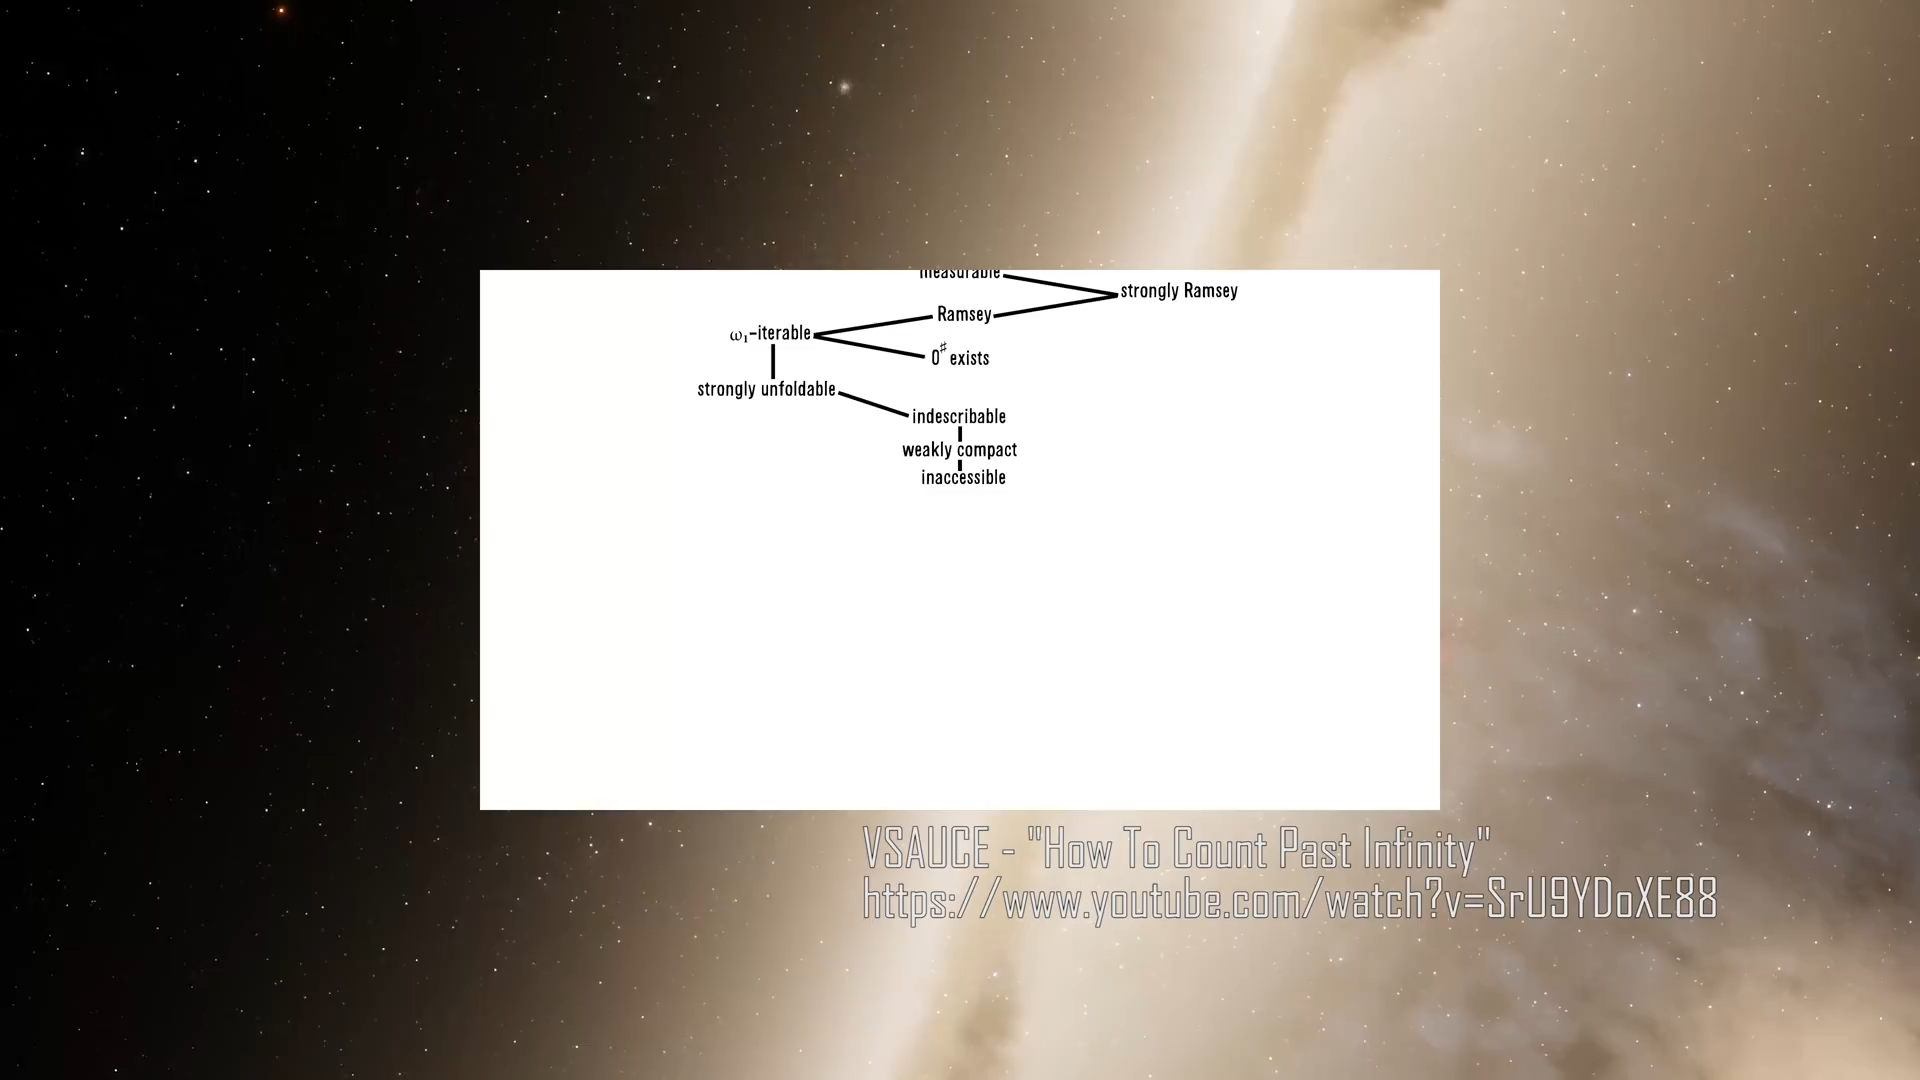 measurable
strongly Ramsey
Ramsey
ω₁-iterable
0♯ exists
strongly unfoldable
indescribable
weakly compact
inaccessible
VSAUCE - "How To Count Past Infinity"
https://www.youtube.com/watch?v=SrU9YDoXE88